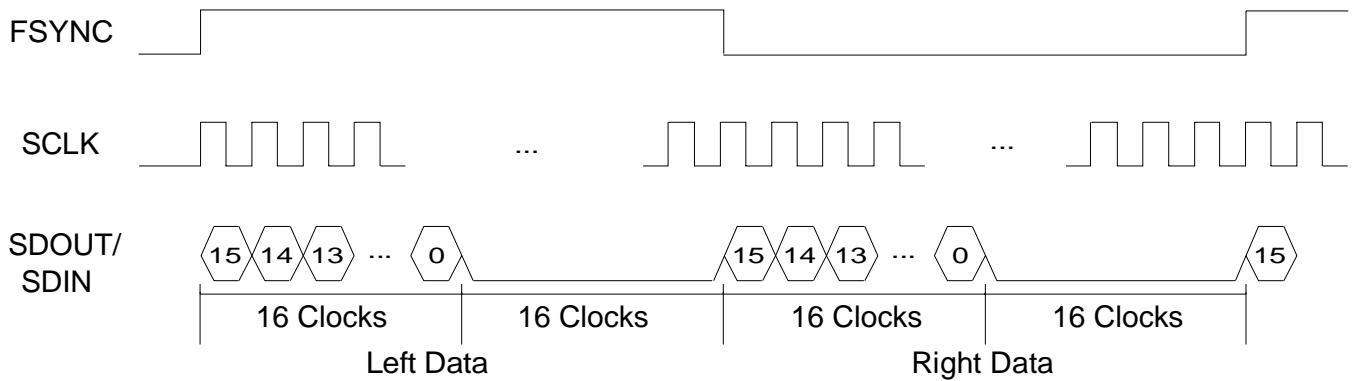 FSYNC
SCLK
... ...
SDOUT/
SDIN
15 14 13 ... 0 15 14 13 ... 0 15
16 Clocks 16 Clocks 16 Clocks 16 Clocks
Left Data Right Data